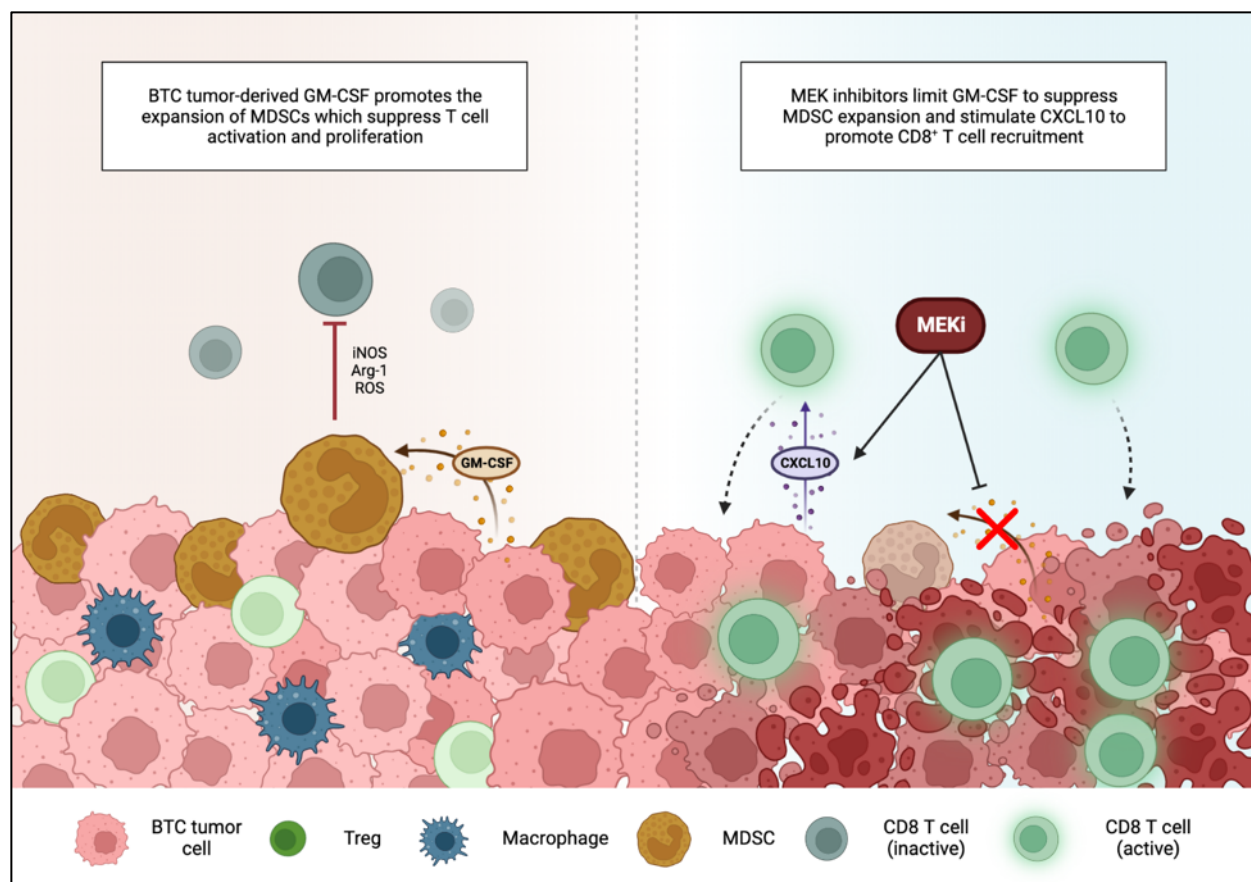 BTC tumor-derived GM-CSF promotes the
expansion of MDSCs which suppress T cell
activation and proliferation
MEK inhibitors limit GM-CSF to suppress
MDSC expansion and stimulate CXCL10 to
promote CD8⁺ T cell recruitment
iNOS
Arg-1
ROS
GM-CSF
MEKi
CXCL10
BTC tumor
cell
Treg
Macrophage
MDSC
CD8 T cell
(inactive)
CD8 T cell
(active)